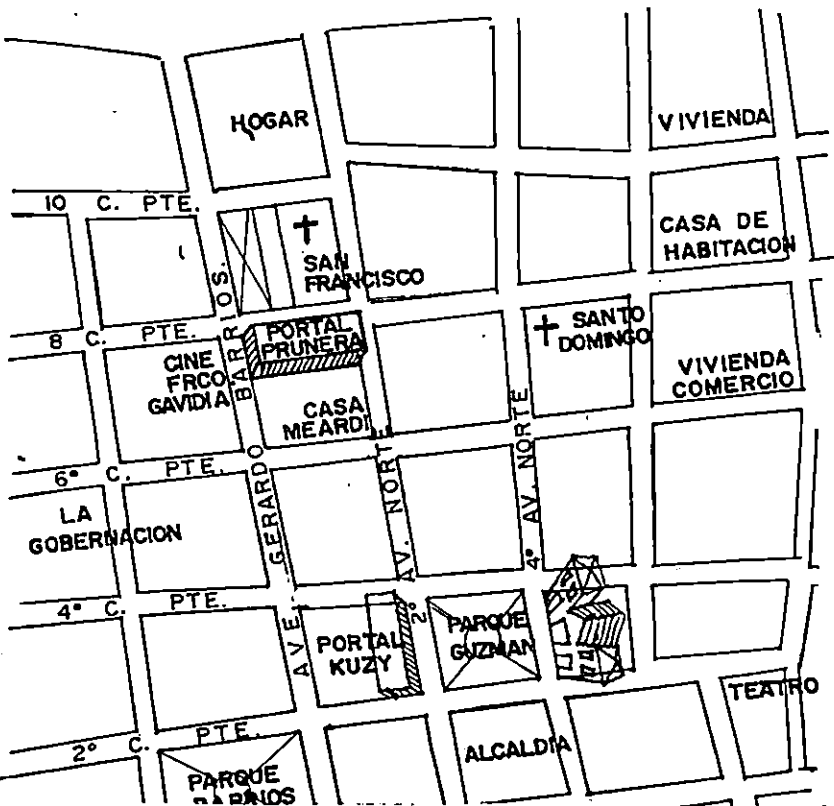 HOGAR
VIVIENDA
10 C. PTE.
SAN
FRANCISCO
CASA DE
HABITACION
8 C. PTE.
PORTAL
PRUNERA
SANTO
DOMINGO
CINE
FRCO
GAVIDIA
VIVIENDA
COMERCIO
CASA
MEARDI
6° C. PTE.
AVE. GERARDO BARRIOS.
2° AV. NORTE
4° AV. NORTE
LA
GOBERNACION
4° C. PTE.
PORTAL
KUZY
PARQUE
GUZMAN
TEATRO
2° C. PTE.
ALCALDIA
PARQUE